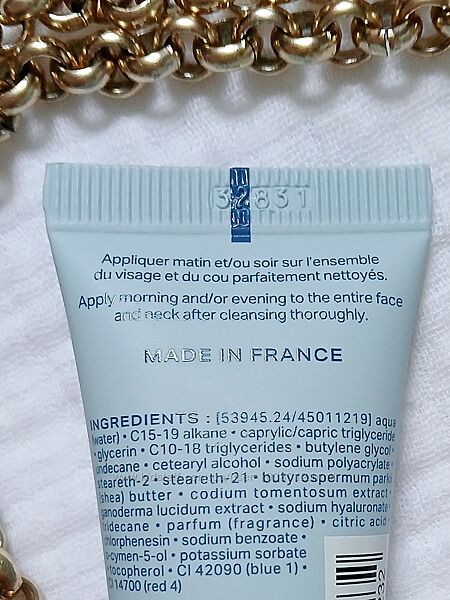 32831
Appliquer matin et/ou soir sur l'ensemble
du visage et du cou parfaitement nettoyés.
Apply morning and/or evening to the entire face
and neck after cleansing thoroughly.
MADE IN FRANCE
INGREDIENTS : [53945.24/45011219] aqua
(water) • C15-19 alkane • caprylic/capric triglyceride
• glycerin • C10-18 triglycerides • butylene glycol •
undecane • cetearyl alcohol • sodium polyacrylate •
steareth-2 • steareth-21 • butyrospermum parkii
(shea) butter • codium tomentosum extract •
ganoderma lucidum extract • sodium hyaluronate •
tridecane • parfum (fragrance) • citric acid •
chlorphenesin • sodium benzoate •
o-cymen-5-ol • potassium sorbate
• tocopherol • CI 42090 (blue 1) •
CI 14700 (red 4)